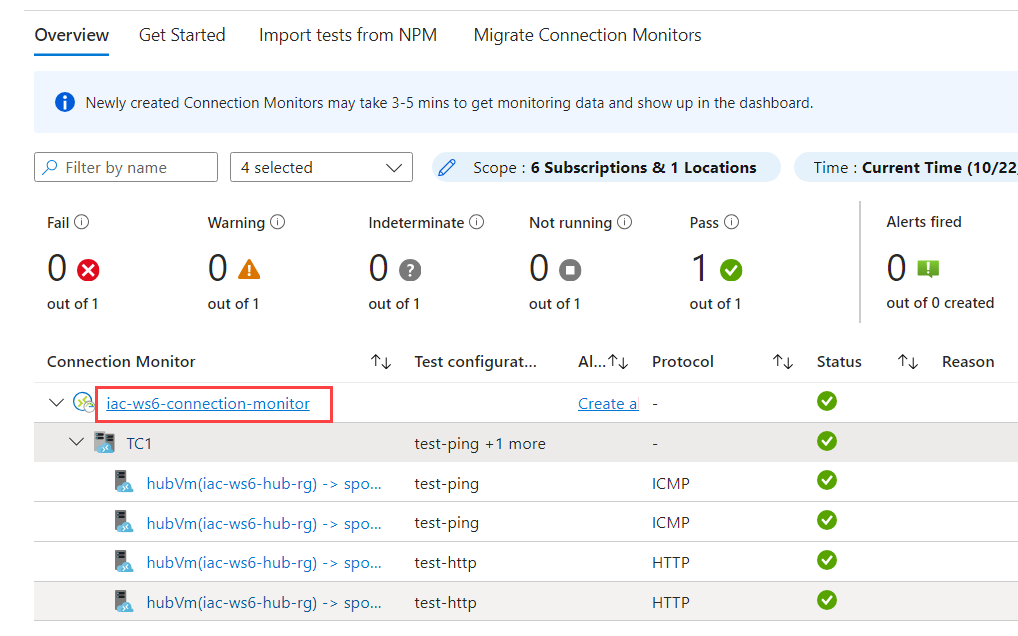 Overview Get Started Import tests from NPM Migrate Connection Monitors
Newly created Connection Monitors may take 3-5 mins to get monitoring data and show up in the dashboard.
Filter by name 4 selected Scope : 6 Subscriptions & 1 Locations Time : Current Time (10/22,
Fail Warning Indeterminate Not running Pass Alerts fired
0 0 0 0 1 0
out of 1 out of 1 out of 1 out of 1 out of 1 out of 0 created
Connection Monitor Test configurat... Al... Protocol Status Reason
iac-ws6-connection-monitor Create a -
TC1 test-ping +1 more -
hubVm(iac-ws6-hub-rg) -> spo... test-ping ICMP
hubVm(iac-ws6-hub-rg) -> spo... test-ping ICMP
hubVm(iac-ws6-hub-rg) -> spo... test-http HTTP
hubVm(iac-ws6-hub-rg) -> spo... test-http HTTP